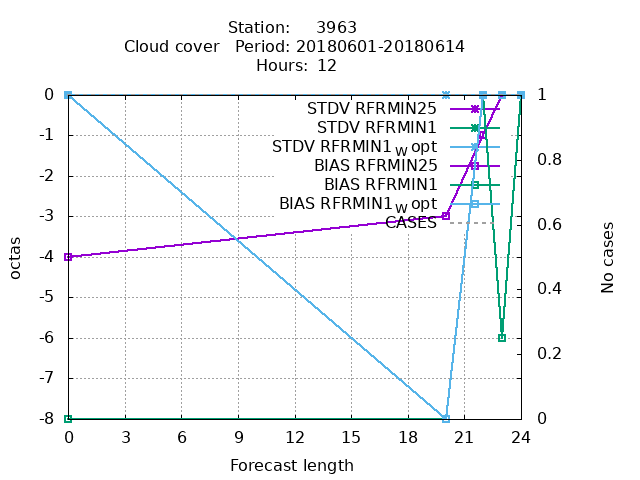 Station: 3963
Cloud cover Period: 20180601-20180614
Hours: 12
0
-1
-2
-3
-4
-5
-6
-7
-8
octas
STDV RFRMIN25
STDV RFRMIN1
STDV RFRMIN1w opt
BIAS RFRMIN25
BIAS RFRMIN1
BIAS RFRMIN1w opt
CASES
1
0.8
0.6
0.4
0.2
0
No cases
0 3 6 9 12 15 18 21 24
Forecast length